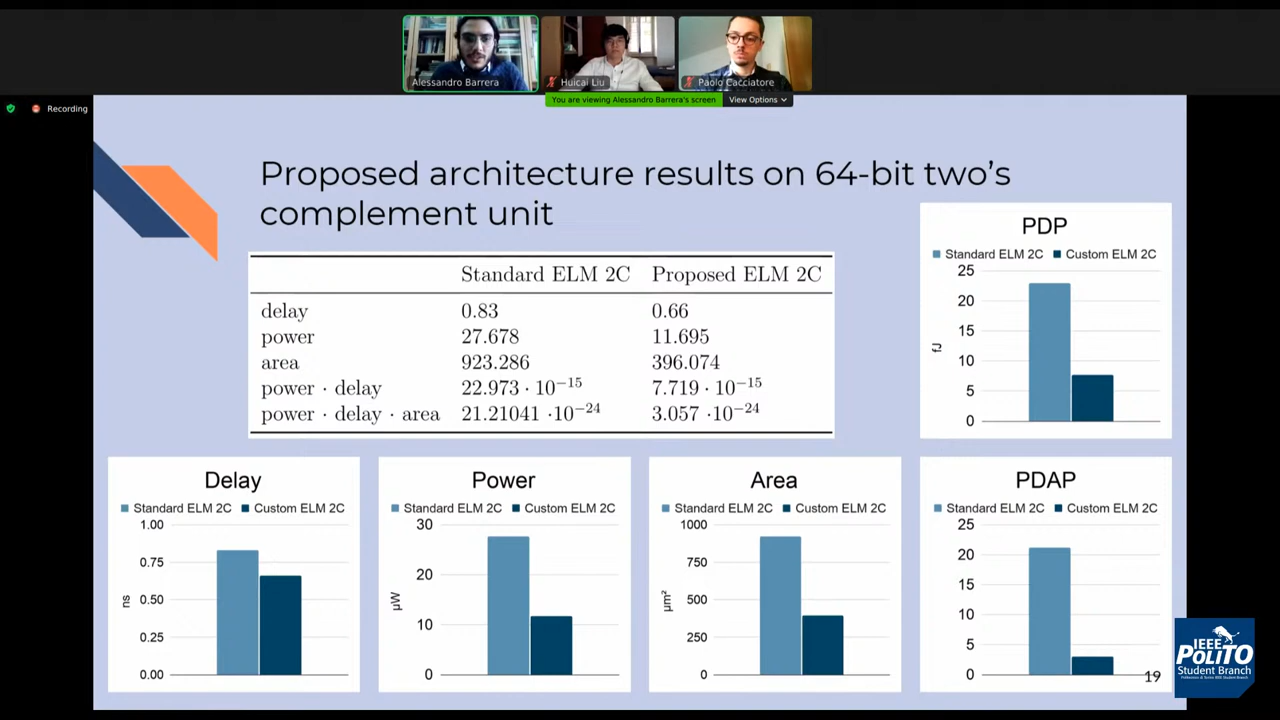 Alessandro Barrera
Huicai Liu
Paolo Cacciatore
You are viewing Alessandro Barrera's screen
View Options
Recording
Proposed architecture results on 64-bit two's
complement unit
Standard ELM 2C Proposed ELM 2C
delay 0.83 0.66
power 27.678 11.695
area 923.286 396.074
power · delay 22.973 · 10⁻¹⁵ 7.719 · 10⁻¹⁵
power · delay · area 21.21041 ·10⁻²⁴ 3.057 ·10⁻²⁴
PDP
Standard ELM 2C Custom ELM 2C
25
20
15
10
5
0
fJ
Delay
Standard ELM 2C Custom ELM 2C
1.00
0.75
0.50
0.25
0.00
ns
Power
Standard ELM 2C Custom ELM 2C
30
20
10
0
µW
Area
Standard ELM 2C Custom ELM 2C
1000
750
500
250
0
µm²
PDAP
Standard ELM 2C Custom ELM 2C
25
20
15
10
5
0
19
IEEE
POLITO
Student Branch